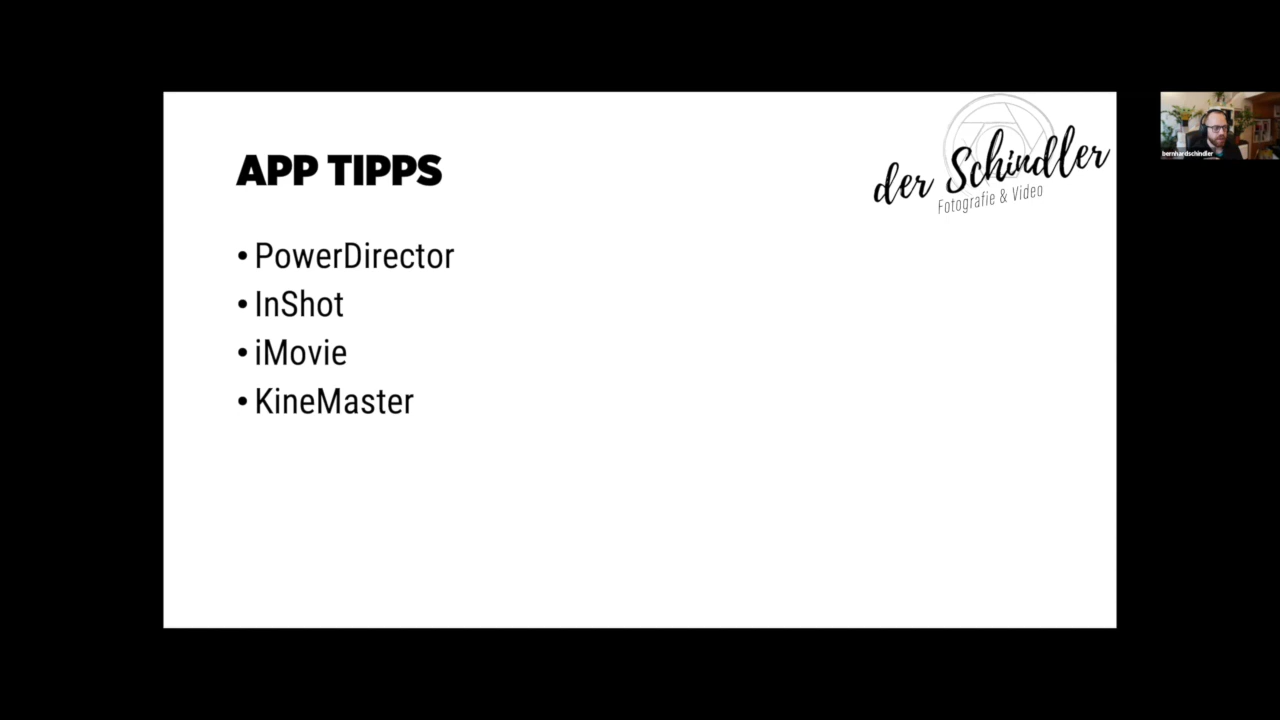 APP TIPPS
• PowerDirector
• InShot
• iMovie
• KineMaster
der Schindler
Fotografie & Video
bernhardschindler